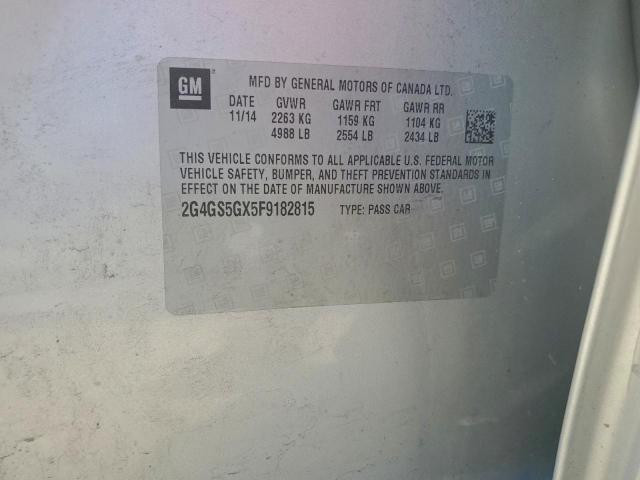 GM
MFD BY GENERAL MOTORS OF CANADA LTD.
DATE GVWR GAWR FRT GAWR RR
11/14 2263 KG 1159 KG 1104 KG
4988 LB 2554 LB 2434 LB
THIS VEHICLE CONFORMS TO ALL APPLICABLE U.S. FEDERAL MOTOR
VEHICLE SAFETY, BUMPER, AND THEFT PREVENTION STANDARDS IN
EFFECT ON THE DATE OF MANUFACTURE SHOWN ABOVE.
2G4GS5GX5F9182815 TYPE: PASS CAR